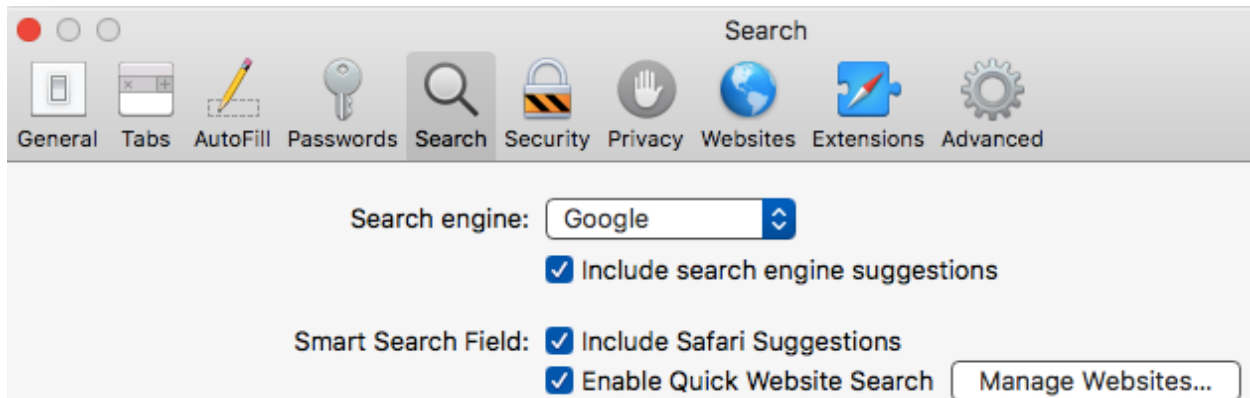 Search
General Tabs AutoFill Passwords Search Security Privacy Websites Extensions Advanced
Search engine: Google
Include search engine suggestions
Smart Search Field: Include Safari Suggestions
Enable Quick Website Search Manage Websites...